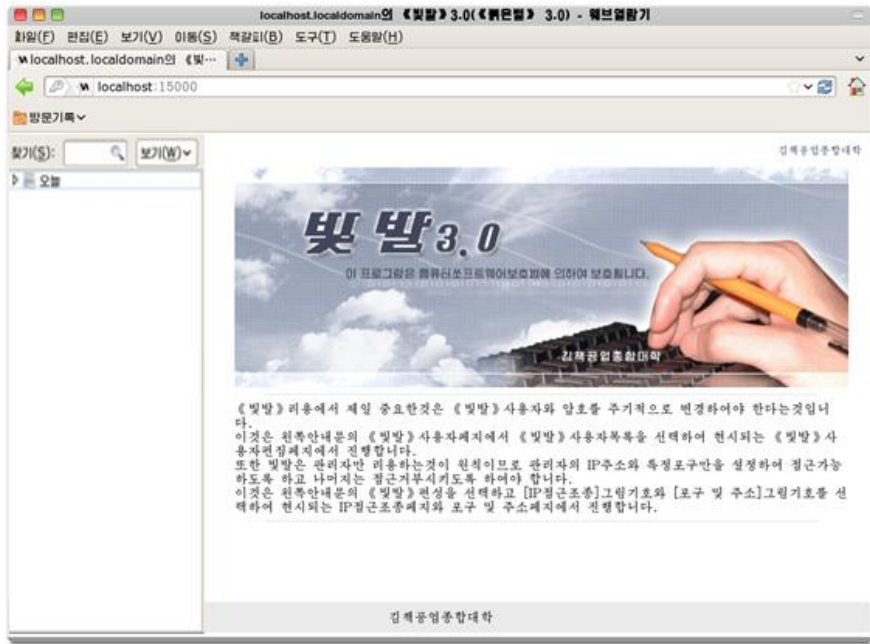 localhost.localdomain의 《빛발》3.0(《붉은별》 3.0) - 웨브열람기
화일(F) 편집(E) 보기(V) 이동(S) 책갈피(B) 도구(T) 도움말(H)
localhost.localdomain의 《빛…
localhost:15000
방문기록
찾기(S): 보기(W)
오늘
김책공업종합대학
빛 발 3.0
이 프로그람은 콤퓨터쏘프트웨어보호법에 의하여 보호됩니다.
김책공업종합대학
《빛발》리용에서 제일 중요한것은 《빛발》사용자와 암호를 주기적으로 변경하여야 한다는것입니
다.
이것은 왼쪽안내문의 《빛발》사용자페지에서 《빛발》사용자목록을 선택하여 현시되는 《빛발》사
용자편집페지에서 진행합니다.
또한 빛발은 관리자만 리용하는것이 원칙이므로 관리자의 IP주소와 특정포구만을 설정하여 접근가능
하도록 하고 나머지는 접근거부시키도록 하여야 합니다.
이것은 왼쪽안내문의 《빛발》편성을 선택하고 [IP접근조종]그림기호와 [포구 및 주소]그림기호를 선
택하여 현시되는 IP접근조종페지와 포구 및 주소페지에서 진행합니다.
김책공업종합대학